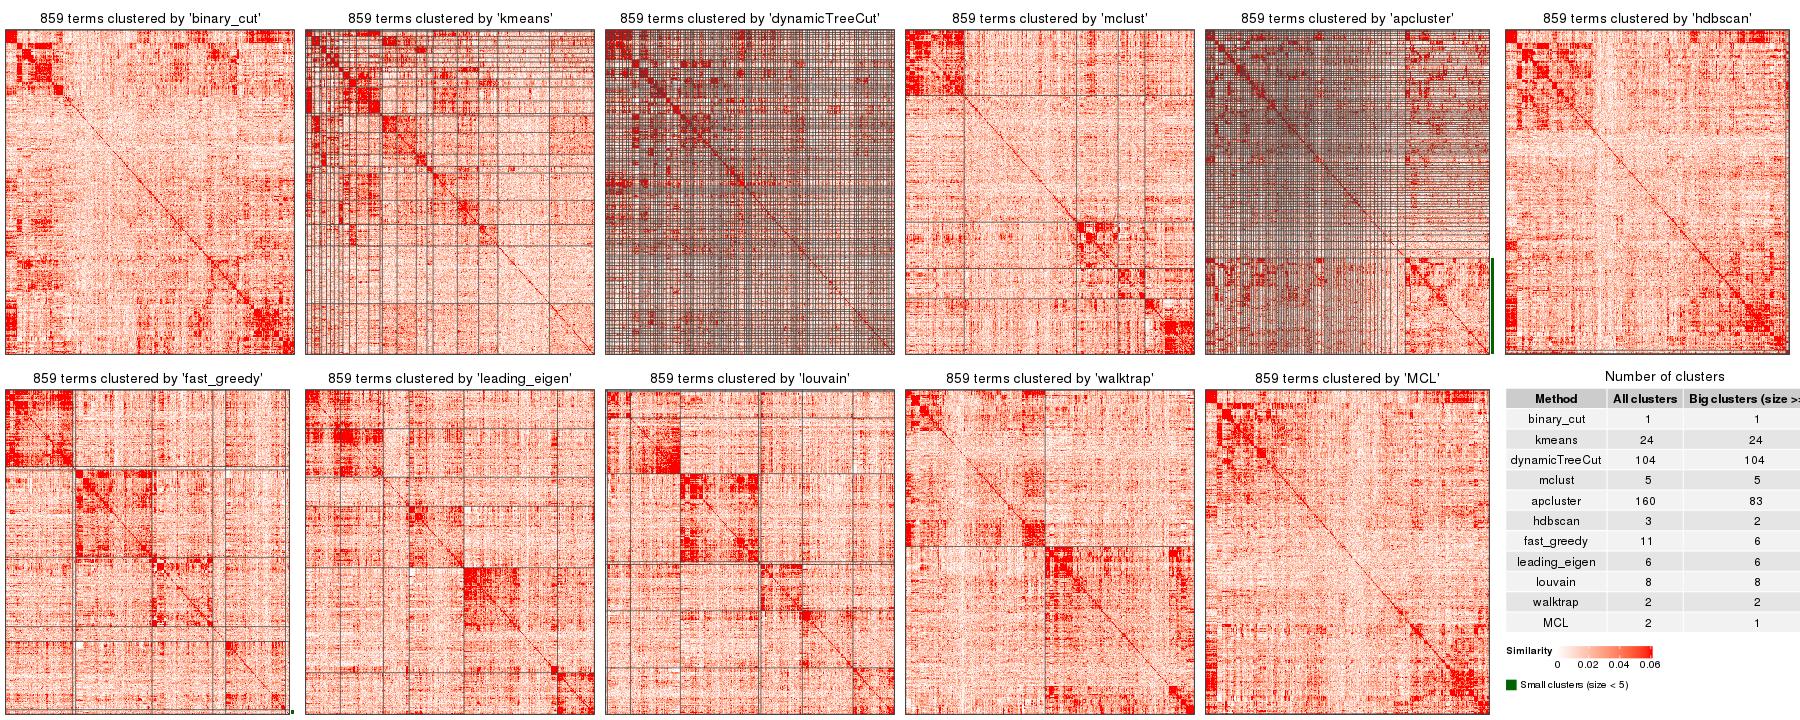 859 terms clustered by 'binary_cut'
859 terms clustered by 'kmeans'
859 terms clustered by 'dynamicTreeCut'
859 terms clustered by 'mclust'
859 terms clustered by 'apcluster'
859 terms clustered by 'hdbscan'
859 terms clustered by 'fast_greedy'
859 terms clustered by 'leading_eigen'
859 terms clustered by 'louvain'
859 terms clustered by 'walktrap'
859 terms clustered by 'MCL'
Number of clusters
Method All clusters Big clusters (size >
binary_cut 1 1
kmeans 24 24
dynamicTreeCut 104 104
mclust 5 5
apcluster 160 83
hdbscan 3 2
fast_greedy 11 6
leading_eigen 6 6
louvain 8 8
walktrap 2 2
MCL 2 1
Similarity
0 0.02 0.04 0.06
Small clusters (size < 5)